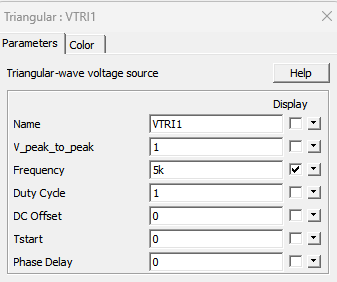 Triangular : VTRI1
Parameters Color
Triangular-wave voltage source Help
Display
Name VTRI1
V_peak_to_peak 1
Frequency 5k
Duty Cycle 1
DC Offset 0
Tstart 0
Phase Delay 0